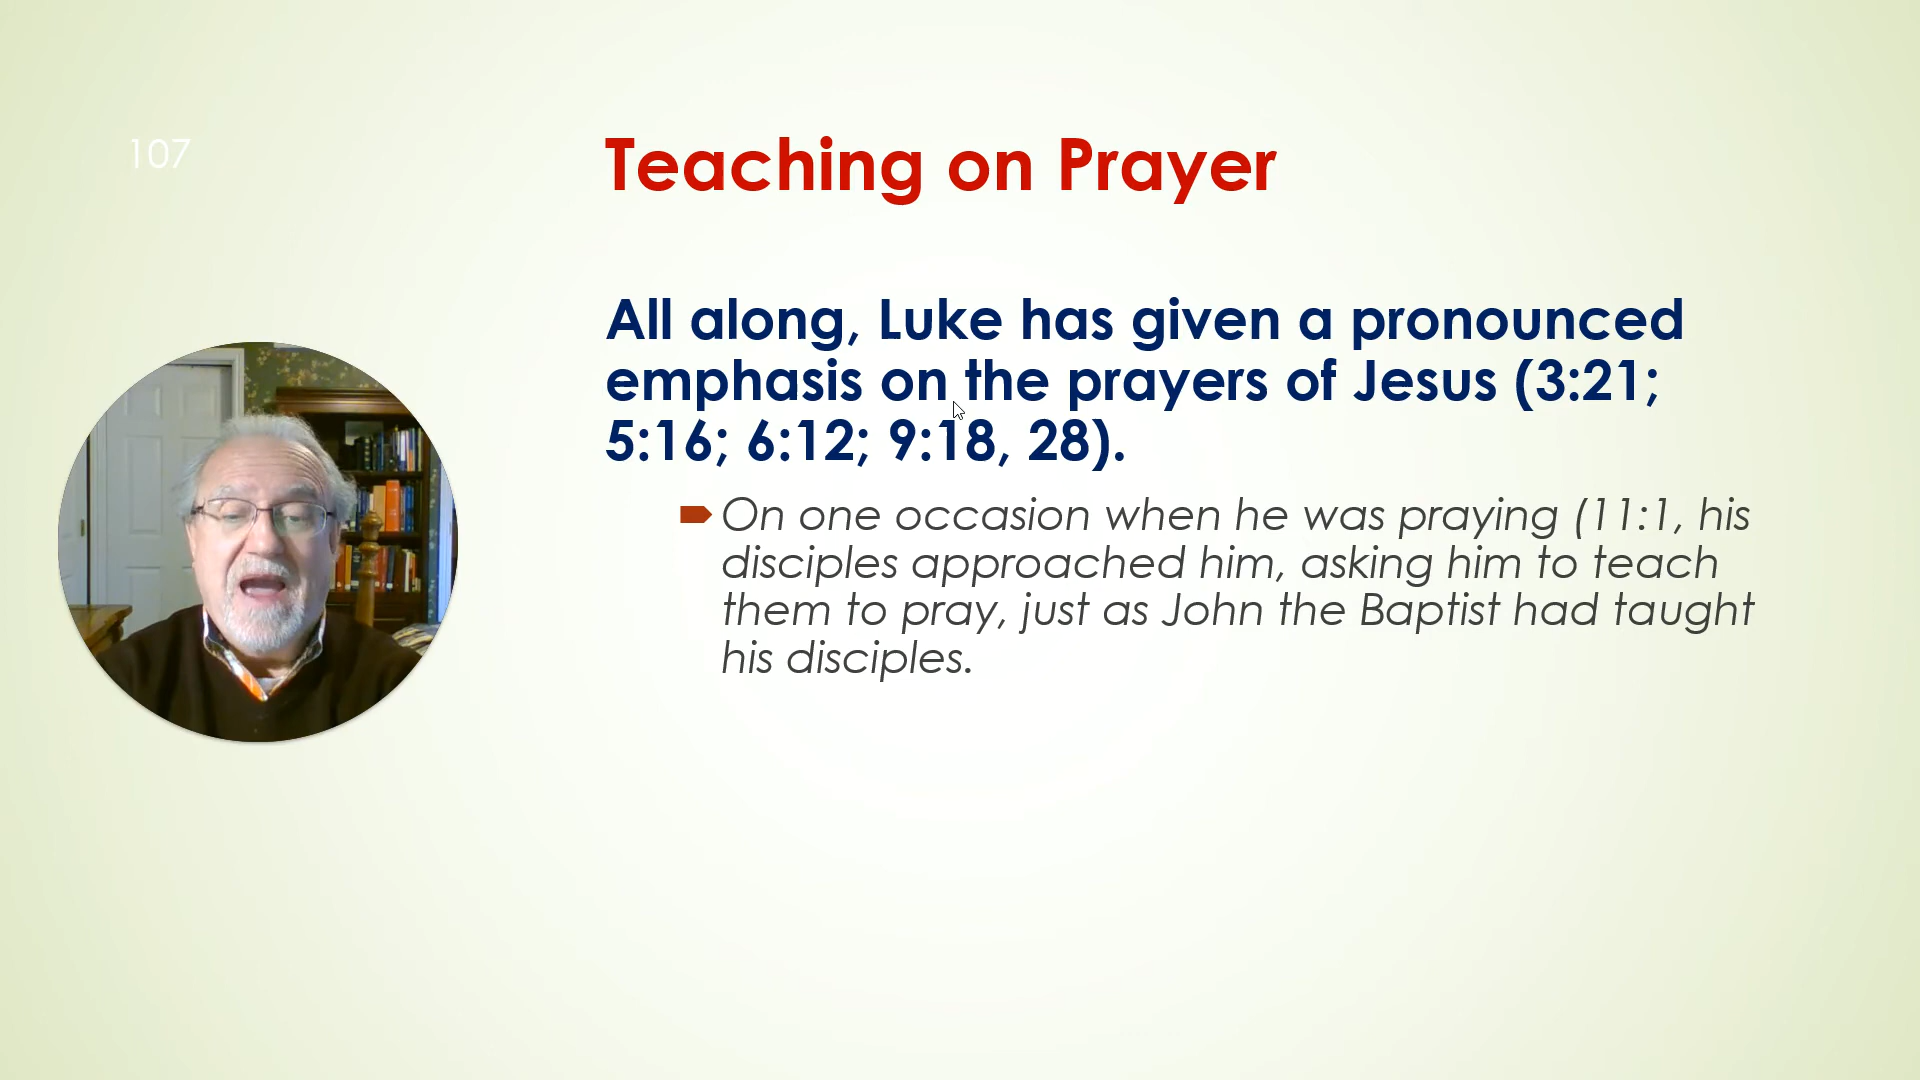 107
Teaching on Prayer
All along, Luke has given a pronounced
emphasis on the prayers of Jesus (3:21;
5:16; 6:12; 9:18, 28).
On one occasion when he was praying (11:1, his
disciples approached him, asking him to teach
them to pray, just as John the Baptist had taught
his disciples.